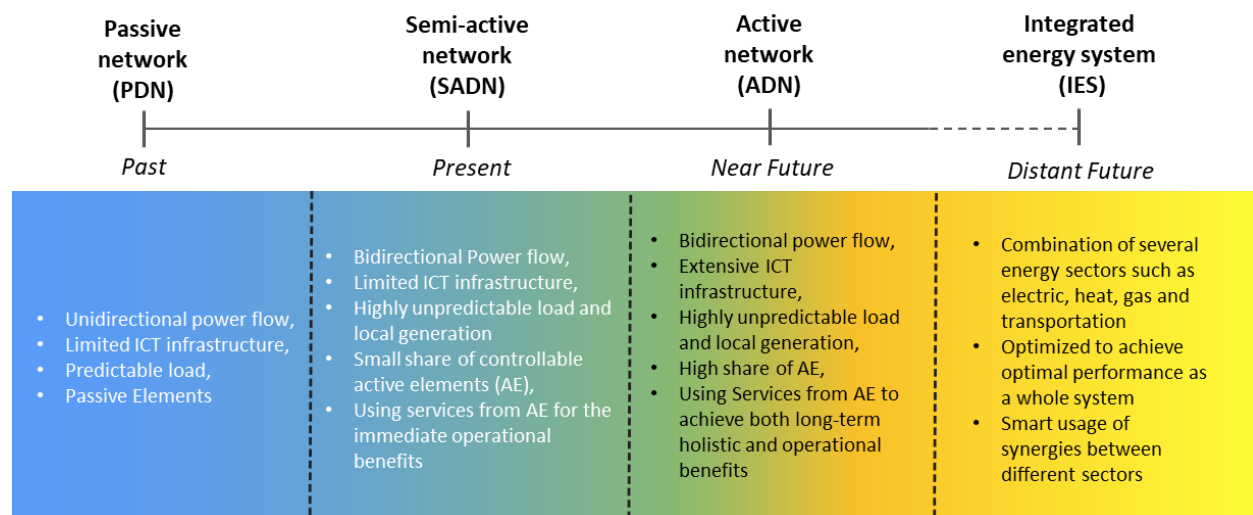 Passive
network
(PDN)
Semi-active
network
(SADN)
Active
network
(ADN)
Integrated
energy system
(IES)
Past
Present
Near Future
Distant Future
• Unidirectional power flow,
• Limited ICT infrastructure,
• Predictable load,
• Passive Elements
• Bidirectional Power flow,
• Limited ICT infrastructure,
• Highly unpredictable load and
local generation
• Small share of controllable
active elements (AE),
• Using services from AE for the
immediate operational
benefits
• Bidirectional power flow,
• Extensive ICT
infrastructure,
• Highly unpredictable load
and local generation,
• High share of AE,
• Using Services from AE to
achieve both long-term
holistic and operational
benefits
• Combination of several
energy sectors such as
electric, heat, gas and
transportation
• Optimized to achieve
optimal performance as
a whole system
• Smart usage of
synergies between
different sectors